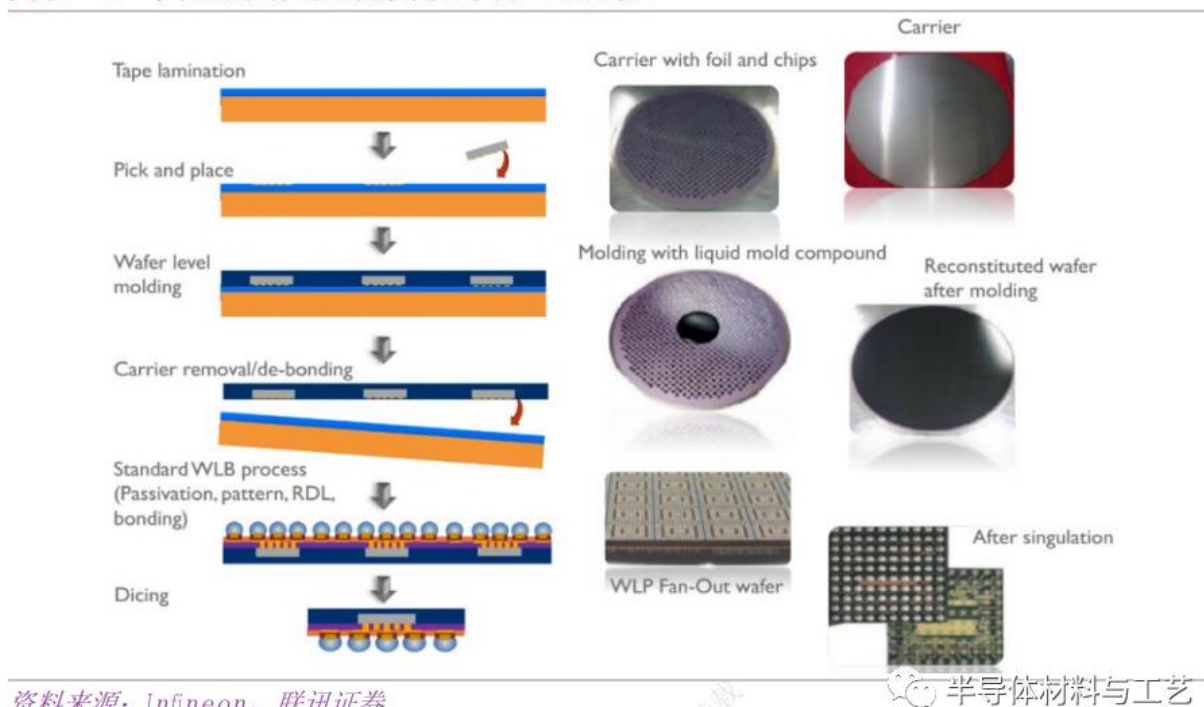 Tape lamination
Pick and place
Wafer level
molding
Carrier removal/de-bonding
Standard WLB process
(Passivation, pattern, RDL,
bonding)
Dicing
Carrier with foil and chips
Carrier
Molding with liquid mold compound
Reconstituted wafer
after molding
WLP Fan-Out wafer
After singulation
资料来源: Infineon, 联讯证券
半导体材料与工艺